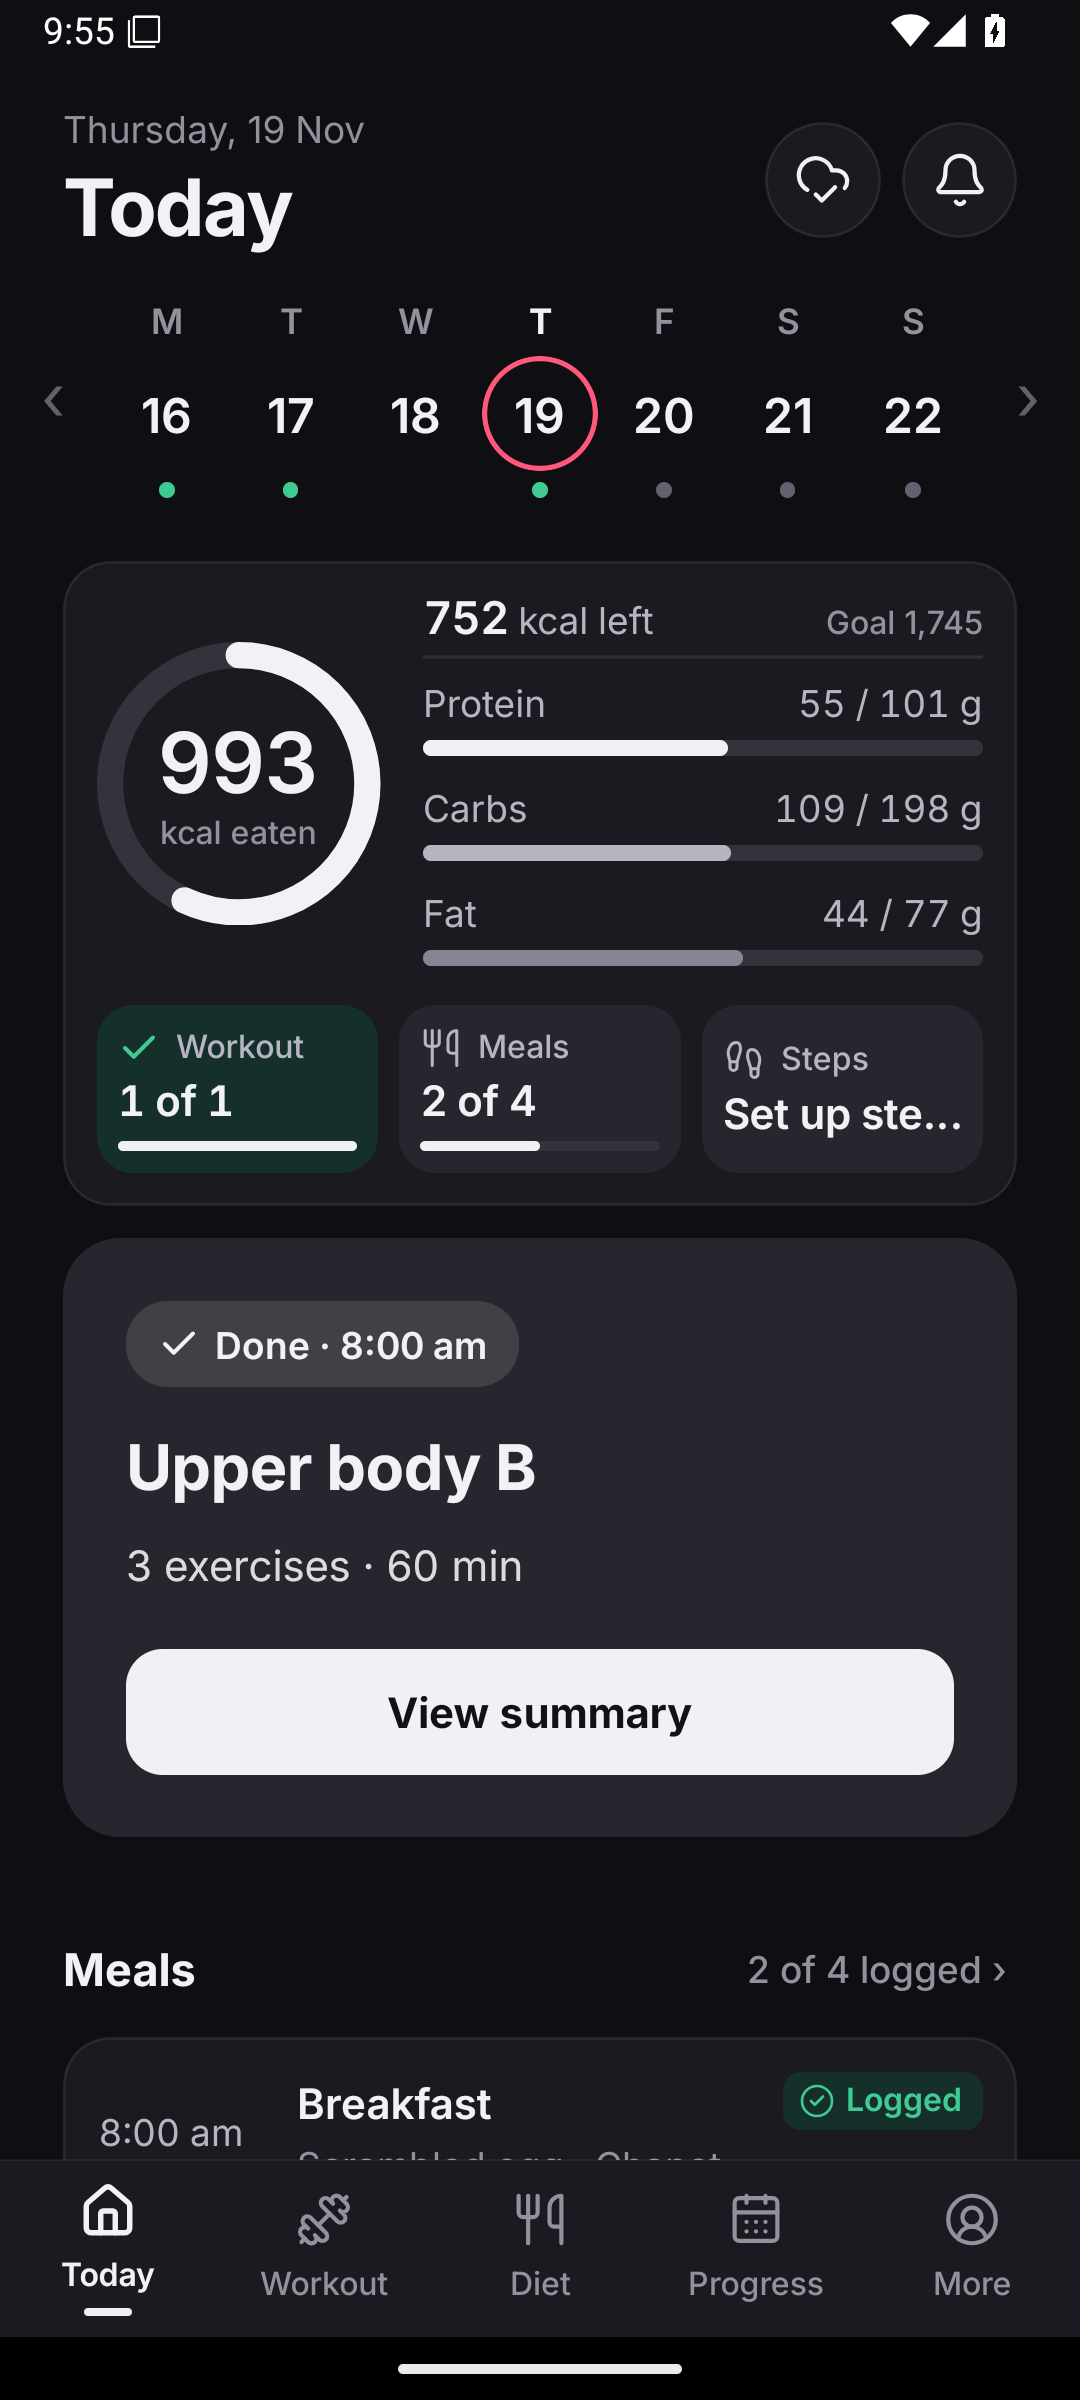 9:55
Thursday, 19 Nov
Today
M T W T F S S
‹ 16 17 18 19 20 21 22 ›
752 kcal left Goal 1,745
993
kcal eaten
Protein 55 / 101 g
Carbs 109 / 198 g
Fat 44 / 77 g
Workout
1 of 1
Meals
2 of 4
Steps
Set up ste...
Done · 8:00 am
Upper body B
3 exercises · 60 min
View summary
Meals 2 of 4 logged ›
Breakfast Logged
8:00 am
Today Workout Diet Progress More